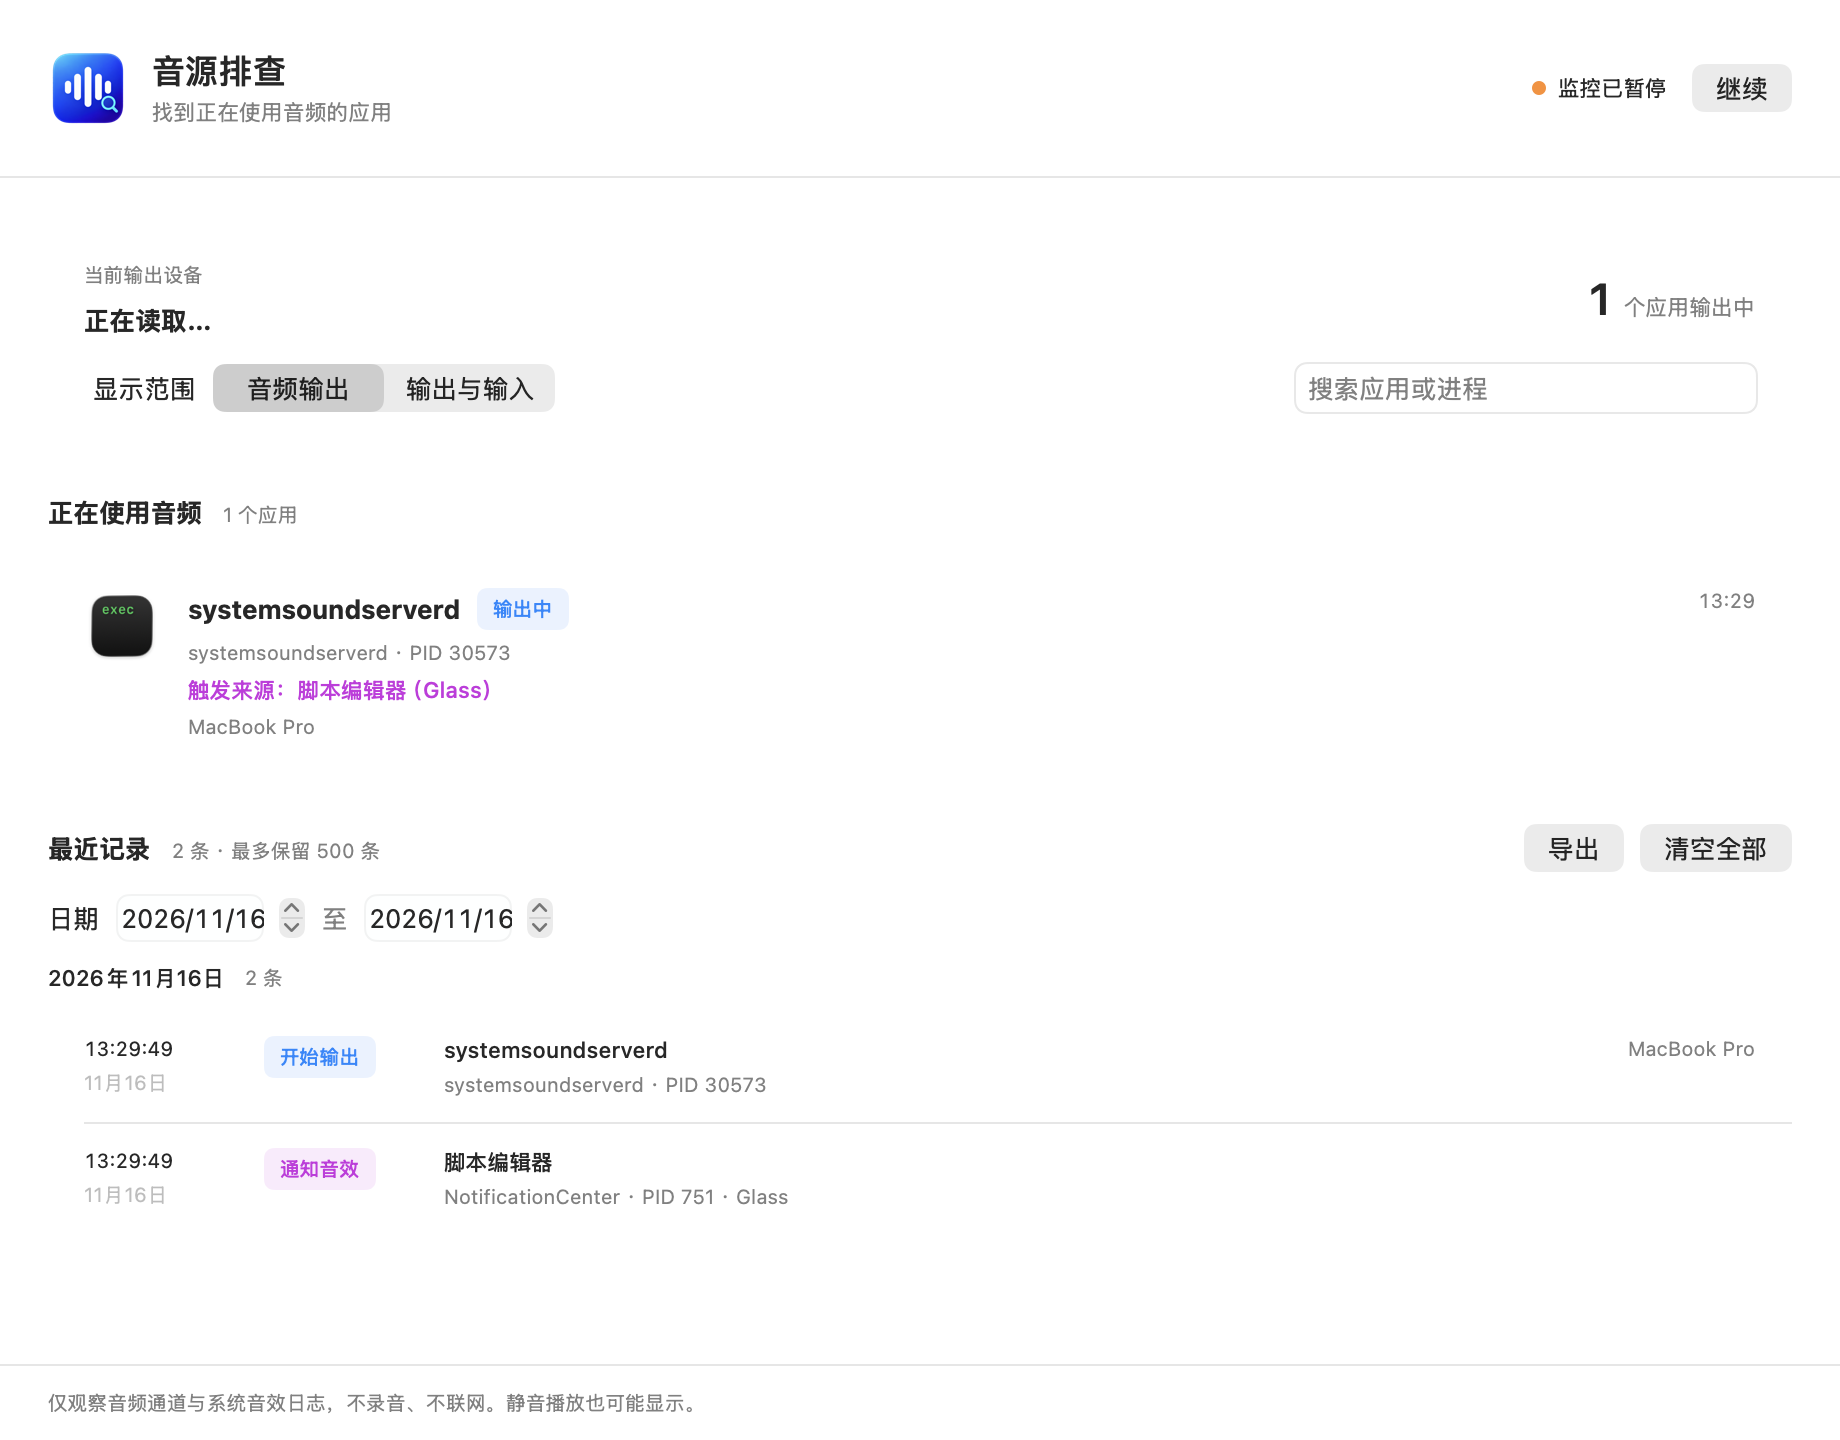 音源排查
找到正在使用音频的应用
监控已暂停
继续
当前输出设备
正在读取...
1 个应用输出中
显示范围
音频输出
输出与输入
搜索应用或进程
正在使用音频 1 个应用
exec
systemsoundserverd 输出中
13:29
systemsoundserverd · PID 30573
触发来源：脚本编辑器 (Glass)
MacBook Pro
最近记录 2 条 · 最多保留 500 条
导出
清空全部
日期 2026/11/16 至 2026/11/16
2026年11月16日 2 条
13:29:49 开始输出 systemsoundserverd MacBook Pro
11月16日 systemsoundserverd · PID 30573
13:29:49 通知音效 脚本编辑器
11月16日 NotificationCenter · PID 751 · Glass
仅观察音频通道与系统音效日志，不录音、不联网。静音播放也可能显示。